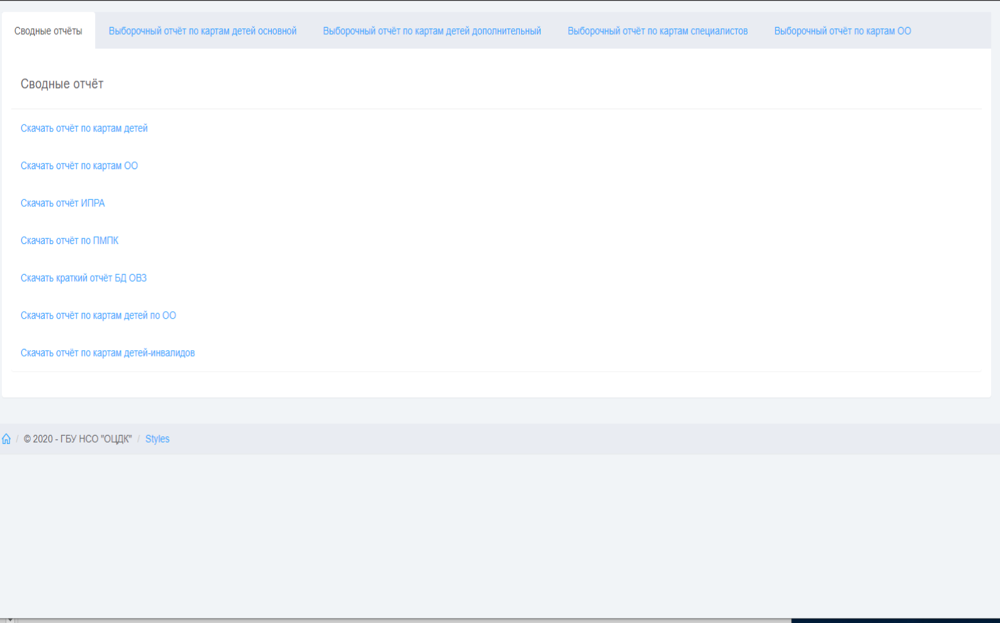 Сводные отчёты Выборочный отчёт по картам детей основной Выборочный отчёт по картам детей дополнительный Выборочный отчёт по картам специалистов Выборочный отчёт по картам ОО
Сводные отчёт
Скачать отчёт по картам детей
Скачать отчёт по картам ОО
Скачать отчёт ИПРА
Скачать отчёт по ПМПК
Скачать краткий отчёт БД ОВЗ
Скачать отчёт по картам детей по ОО
Скачать отчёт по картам детей-инвалидов
/ © 2020 - ГБУ НСО "ОЦДК" / Styles